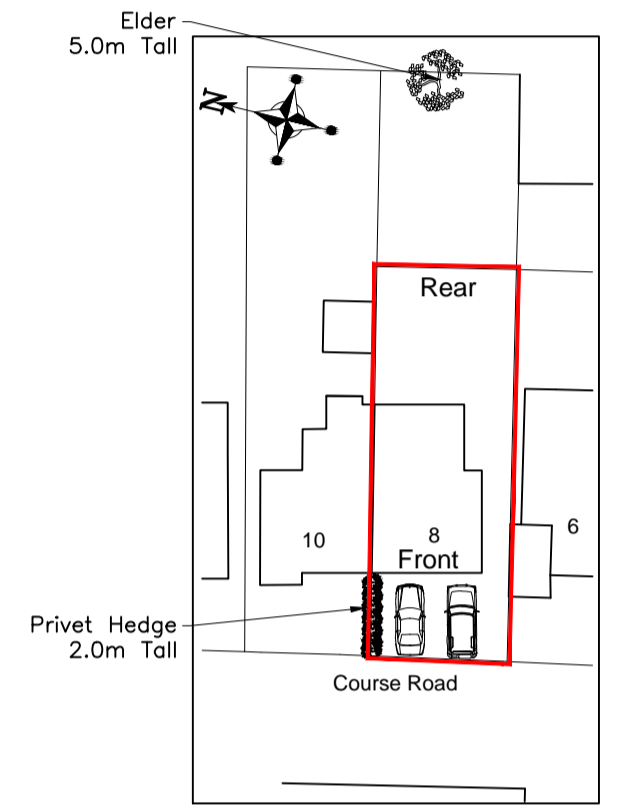 Elder
5.0m Tall
N
Rear
10
8
6
Front
Privet Hedge
2.0m Tall
Course Road